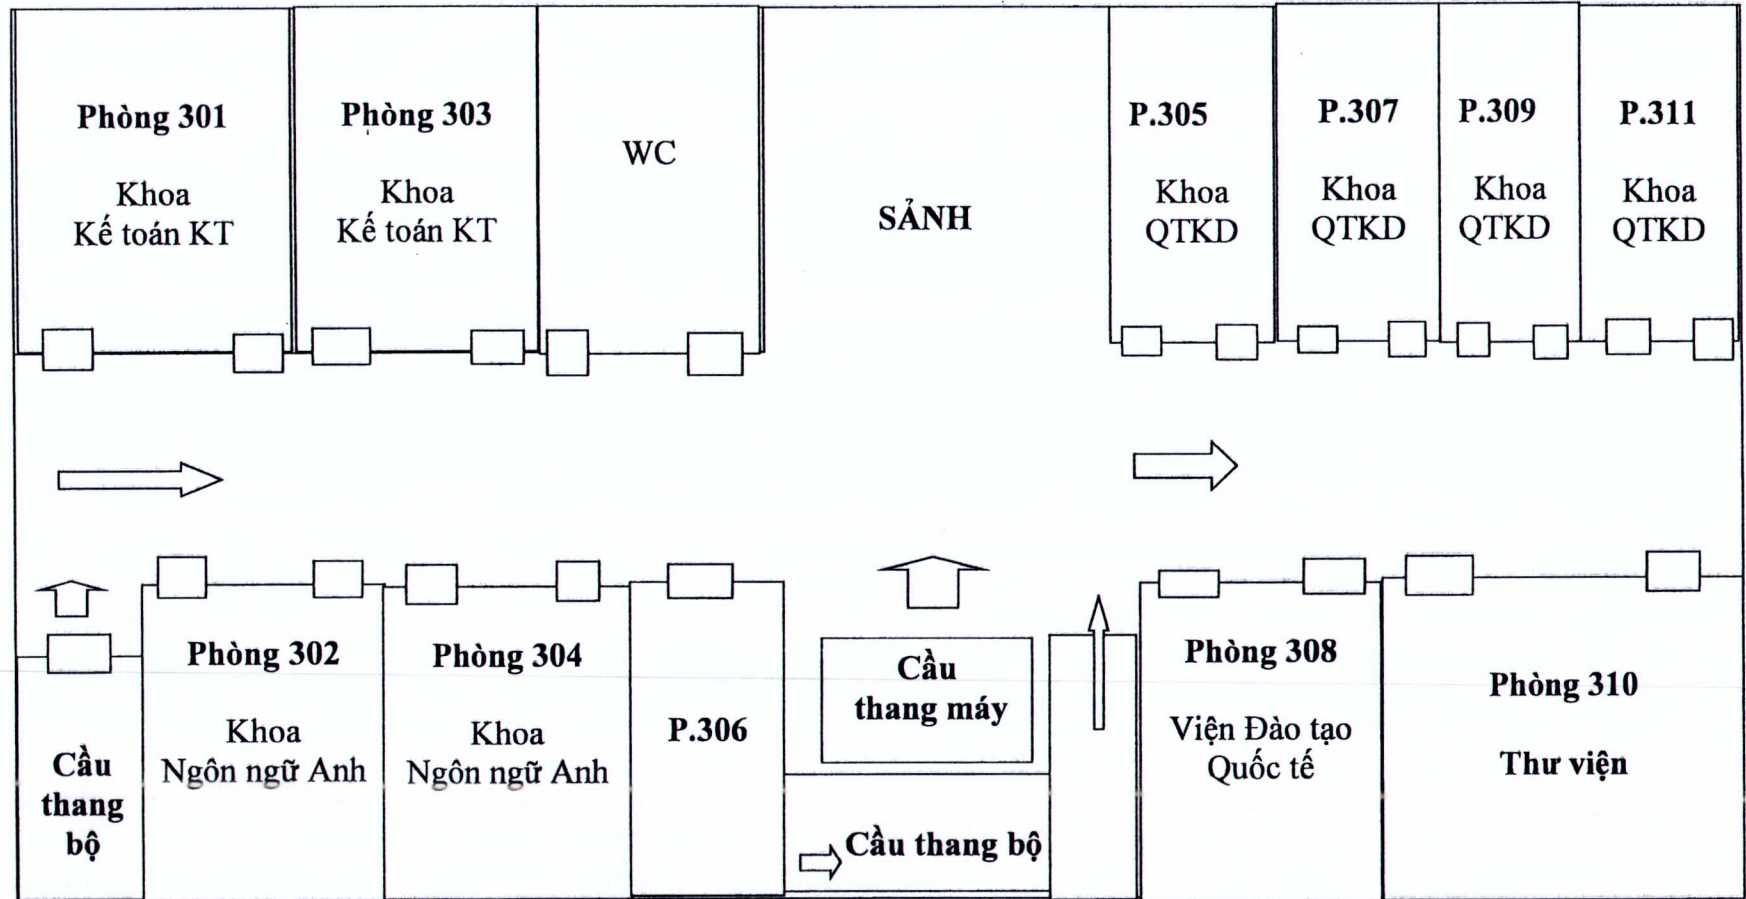 Phòng 301
Khoa
Kế toán KT
Phòng 303
Khoa
Kế toán KT
WC
SẢNH
P.305
Khoa
QTKD
P.307
Khoa
QTKD
P.309
Khoa
QTKD
P.311
Khoa
QTKD
Cầu
thang
bộ
Phòng 302
Khoa
Ngôn ngữ Anh
Phòng 304
Khoa
Ngôn ngữ Anh
P.306
Cầu
thang máy
Cầu thang bộ
Phòng 308
Viện Đào tạo
Quốc tế
Phòng 310
Thư viện